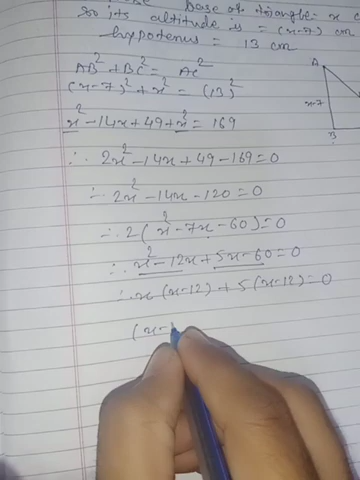 Base of triangle = x c
so its altitude is = (x-7) cm
hypotenus = 13 cm
AB² + BC² = AC²
(x-7)² + x² = (13)²
x² - 14x + 49 + x² = 169
∴ 2x² - 14x + 49 - 169 = 0
∴ 2x² - 14x - 120 = 0
∴ 2(x² - 7x - 60) = 0
∴ x² - 12x + 5x - 60 = 0
∴ x (x-12) + 5 (x-12) = 0
(x-
A
x-7
B